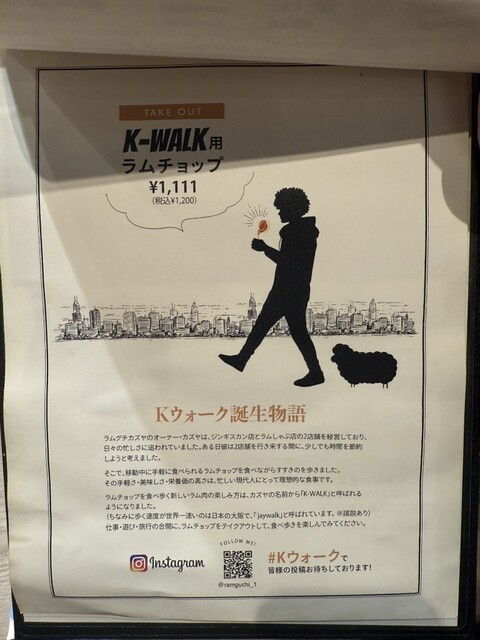 TAKE OUT
K-WALK用
ラムチョップ
¥1,111
(税込¥1,200)
Kウォーク誕生物語
ラムグチカズヤのオーナー・カズヤは、ジンギスカン店とラムしゃぶ店の2店舗を経営しており、
日々の忙しさに追われていました。ある日彼は2店舗を行き来する間に、少しでも時間を節約
しようと考えました。
そこで、移動中に手軽に食べられるラムチョップを食べながらすすきのを歩きました。
その手軽さ・美味しさ・栄養価の高さは、忙しい現代人にとって理想的な食事です。
ラムチョップを食べ歩く新しいラム肉の楽しみ方は、カズヤの名前から「K-WALK」と呼ばれる
ようになりました。
(ちなみに歩く速度が世界一速いのは日本の大阪で、「jaywalk」と呼ばれています。※諸説あり)
仕事・遊び・旅行の合間に、ラムチョップをテイクアウトして、食べ歩きを楽しんでみてください。
FOLLOW ME!
Instagram
@ramguchi_1
#Kウォークで
皆様の投稿お待ちしております!